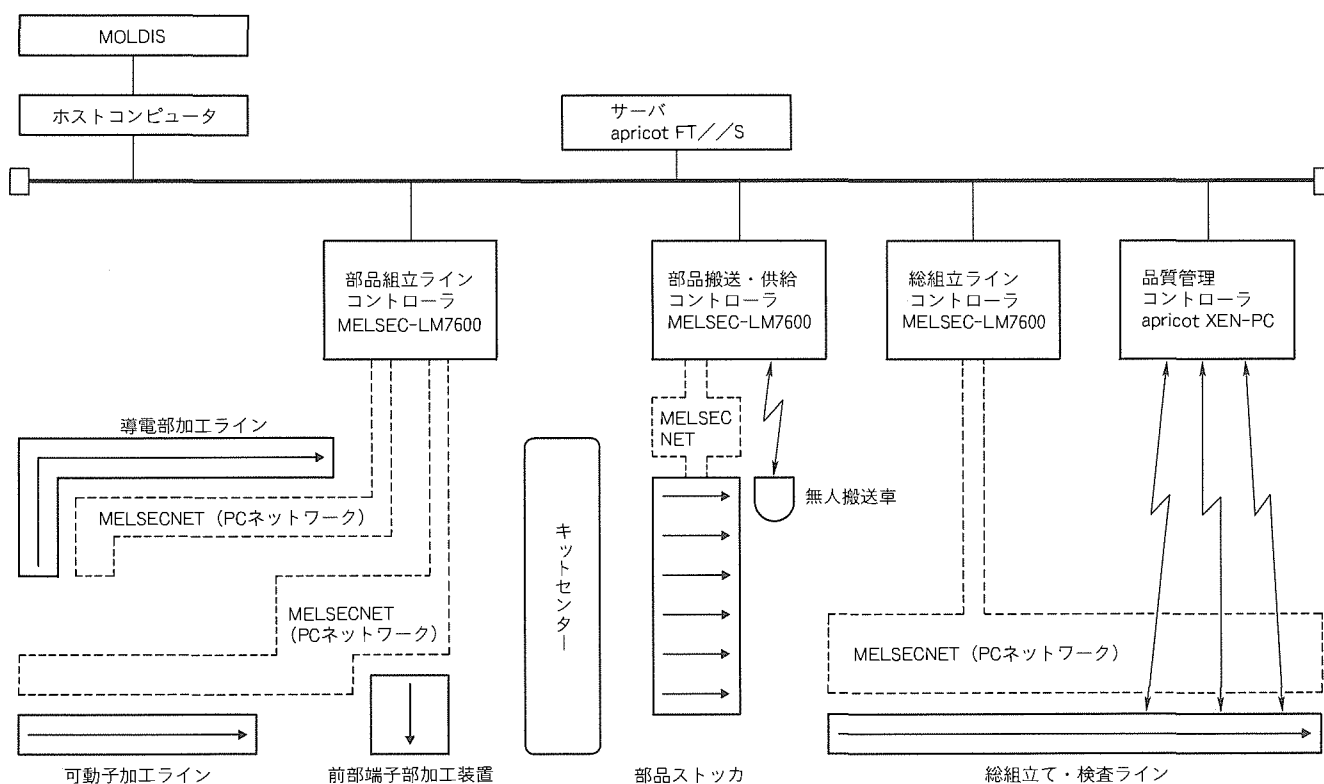 MOLDIS
ホストコンピュータ
サーバ
apricot FT//S
部品組立ライン
コントローラ
MELSEC-LM7600
部品搬送・供給
コントローラ
MELSEC-LM7600
総組立ライン
コントローラ
MELSEC-LM7600
品質管理
コントローラ
apricot XEN-PC
導電部加工ライン
MELSECNET(PCネットワーク)
MELSECNET
(PCネットワーク)
可動子加工ライン
前部端子部加工装置
キットセンター
MELSEC
NET
無人搬送車
部品ストッカ
MELSECNET(PCネットワーク)
総組立て・検査ライン